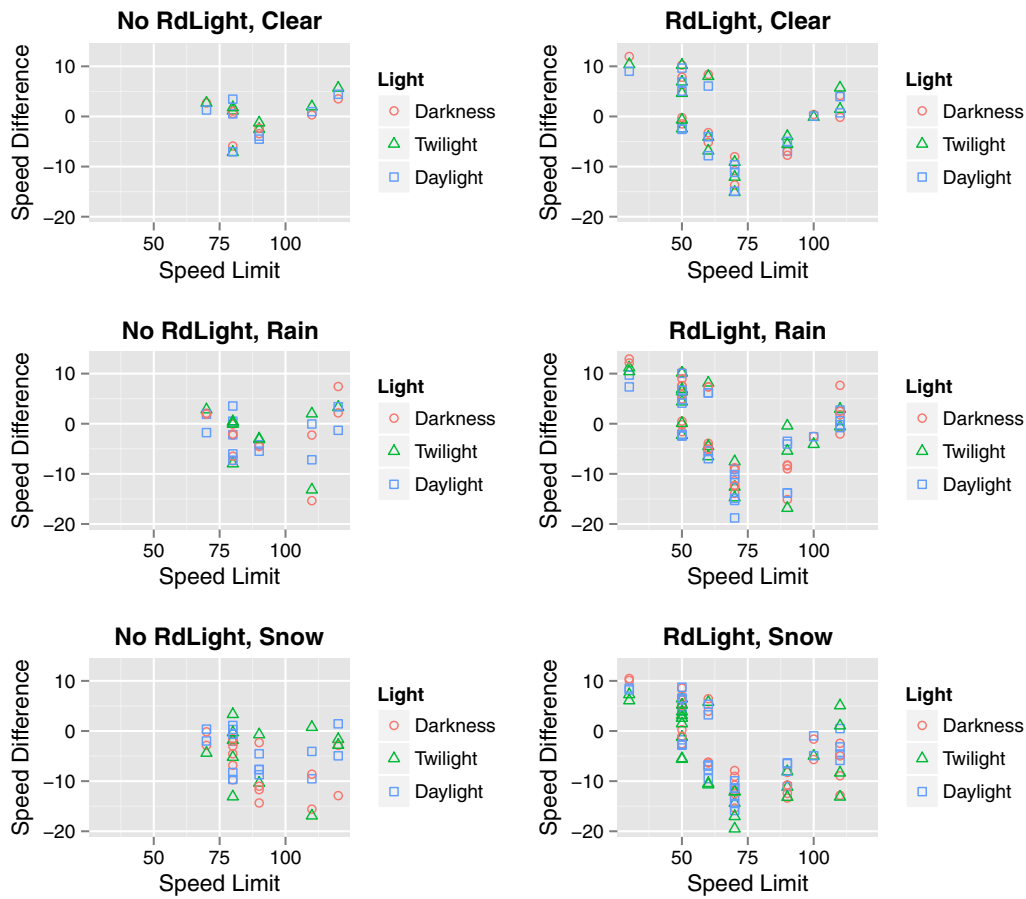 No RdLight, Clear
Speed Difference
10
0
−10
−20
50 75 100
Speed Limit
Light
Darkness
Twilight
Daylight
RdLight, Clear
Speed Difference
10
0
−10
−20
50 75 100
Speed Limit
Light
Darkness
Twilight
Daylight
No RdLight, Rain
Speed Difference
10
0
−10
−20
50 75 100
Speed Limit
Light
Darkness
Twilight
Daylight
RdLight, Rain
Speed Difference
10
0
−10
−20
50 75 100
Speed Limit
Light
Darkness
Twilight
Daylight
No RdLight, Snow
Speed Difference
10
0
−10
−20
50 75 100
Speed Limit
Light
Darkness
Twilight
Daylight
RdLight, Snow
Speed Difference
10
0
−10
−20
50 75 100
Speed Limit
Light
Darkness
Twilight
Daylight